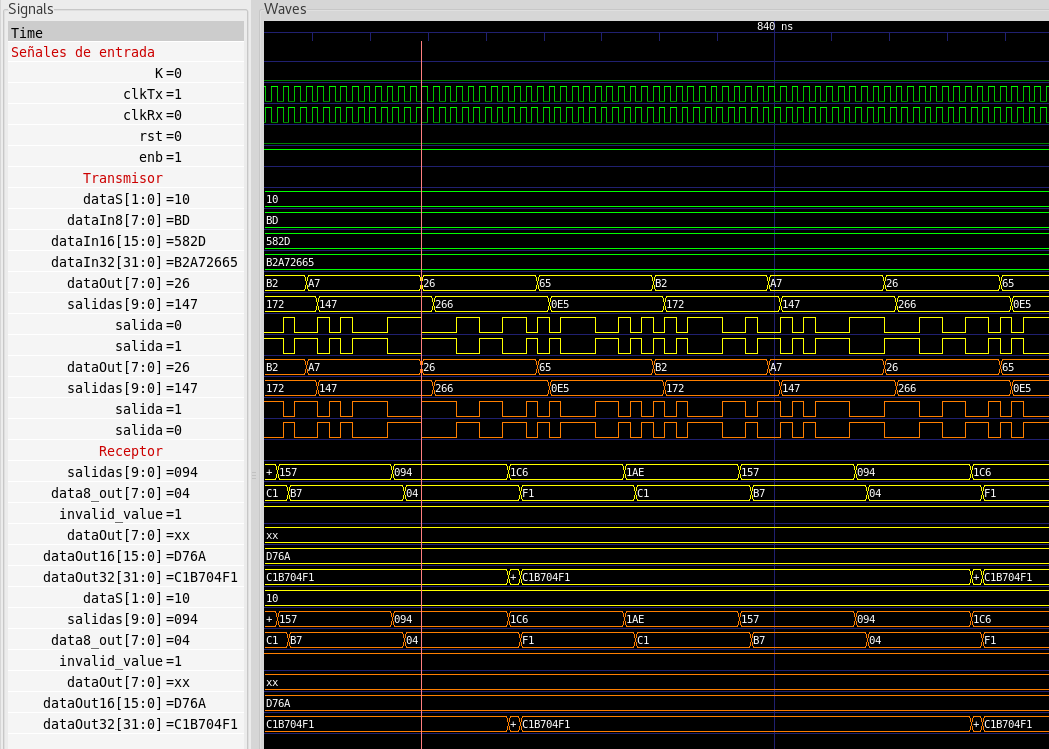 Signals Waves
Time 840 ns
Señales de entrada
K=0
clkTx=1
clkRx=0
rst=0
enb=1
Transmisor
dataS[1:0]=10 10
dataIn8[7:0]=BD BD
dataIn16[15:0]=582D 582D
dataIn32[31:0]=B2A72665 B2A72665
dataOut[7:0]=26 B2 A7 26 65 B2 A7 26 65
salidas[9:0]=147 172 147 266 0E5 172 147 266 0E5
salida=0
salida=1
dataOut[7:0]=26 B2 A7 26 65 B2 A7 26 65
salidas[9:0]=147 172 147 266 0E5 172 147 266 0E5
salida=1
salida=0
Receptor
salidas[9:0]=094 + 157 094 1C6 1AE 157 094 1C6
data8_out[7:0]=04 C1 B7 04 F1 C1 B7 04 F1
invalid_value=1
dataOut[7:0]=xx xx
dataOut16[15:0]=D76A D76A
dataOut32[31:0]=C1B704F1 C1B704F1 + C1B704F1 + C1B704F1
dataS[1:0]=10 10
salidas[9:0]=094 + 157 094 1C6 1AE 157 094 1C6
data8_out[7:0]=04 C1 B7 04 F1 C1 B7 04 F1
invalid_value=1
dataOut[7:0]=xx xx
dataOut16[15:0]=D76A D76A
dataOut32[31:0]=C1B704F1 C1B704F1 + C1B704F1 + C1B704F1